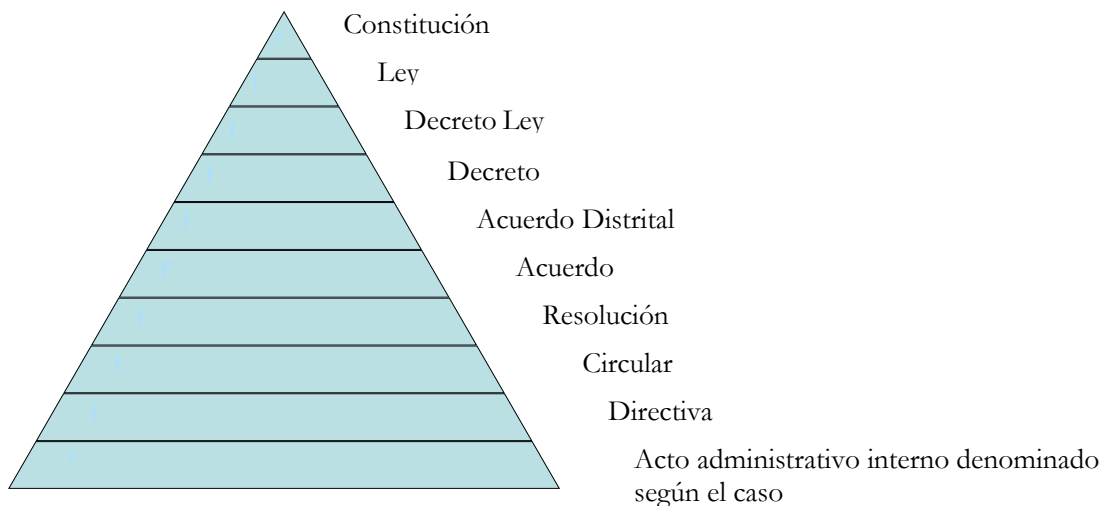 Constitución
Ley
Decreto Ley
Decreto
Acuerdo Distrital
Acuerdo
Resolución
Circular
Directiva
Acto administrativo interno denominado
según el caso